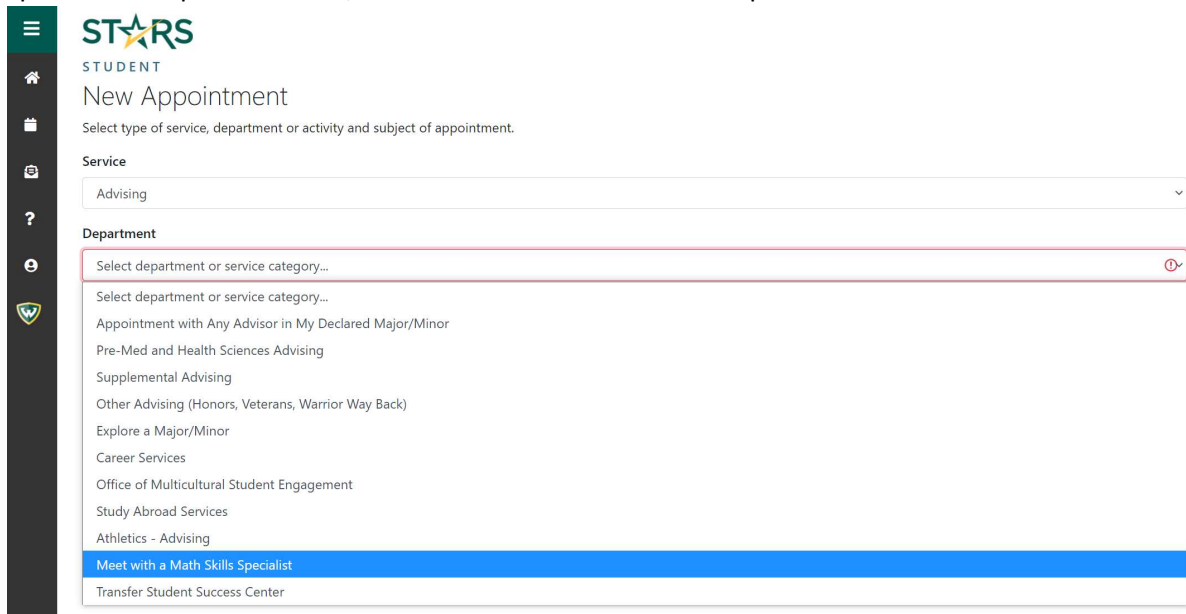 ST RS
STUDENT
New Appointment
Select type of service, department or activity and subject of appointment.
Service
Advising
Department
Select department or service category...
Select department or service category...
Appointment with Any Advisor in My Declared Major/Minor
Pre-Med and Health Sciences Advising
Supplemental Advising
Other Advising (Honors, Veterans, Warrior Way Back)
Explore a Major/Minor
Career Services
Office of Multicultural Student Engagement
Study Abroad Services
Athletics - Advising
Meet with a Math Skills Specialist
Transfer Student Success Center